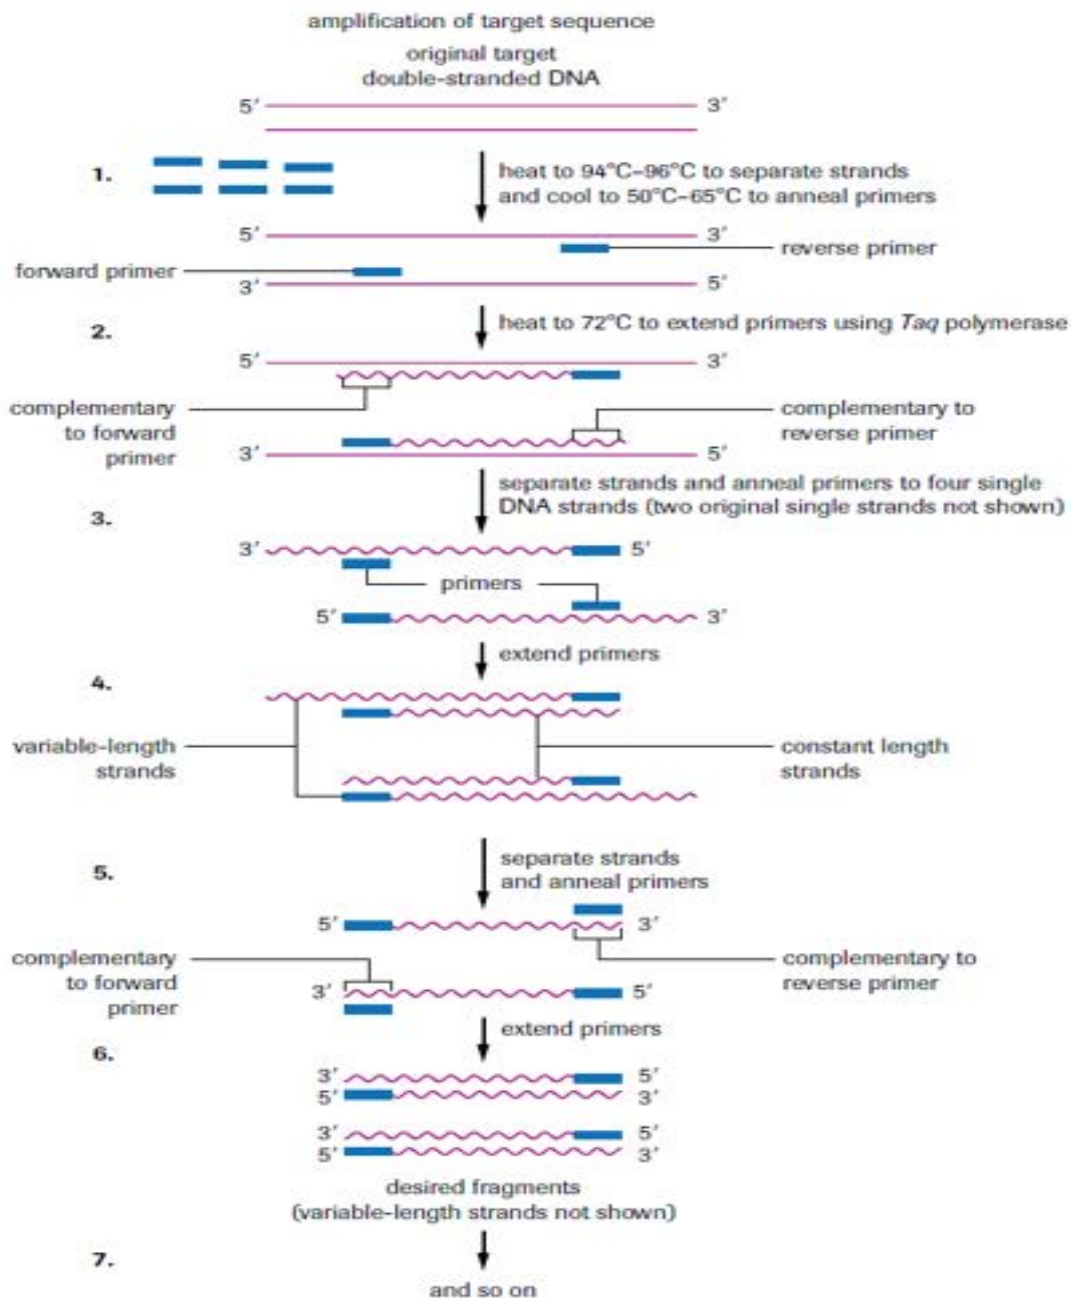 amplification of target sequence
original target
double-stranded DNA
5′ 3′
1.
heat to 94°C–96°C to separate strands
and cool to 50°C–65°C to anneal primers
5′ 3′
reverse primer
forward primer
3′ 5′
2.
heat to 72°C to extend primers using Taq polymerase
5′ 3′
complementary
to forward
primer
complementary to
reverse primer
3′ 5′
3.
separate strands and anneal primers to four single
DNA strands (two original single strands not shown)
3′ 5′
primers
5′ 3′
extend primers
4.
variable-length
strands
constant length
strands
5.
separate strands
and anneal primers
5′ 3′
complementary
to forward
primer
complementary to
reverse primer
3′ 5′
extend primers
6.
3′ 5′
5′ 3′
3′ 5′
5′ 3′
desired fragments
(variable-length strands not shown)
7.
and so on